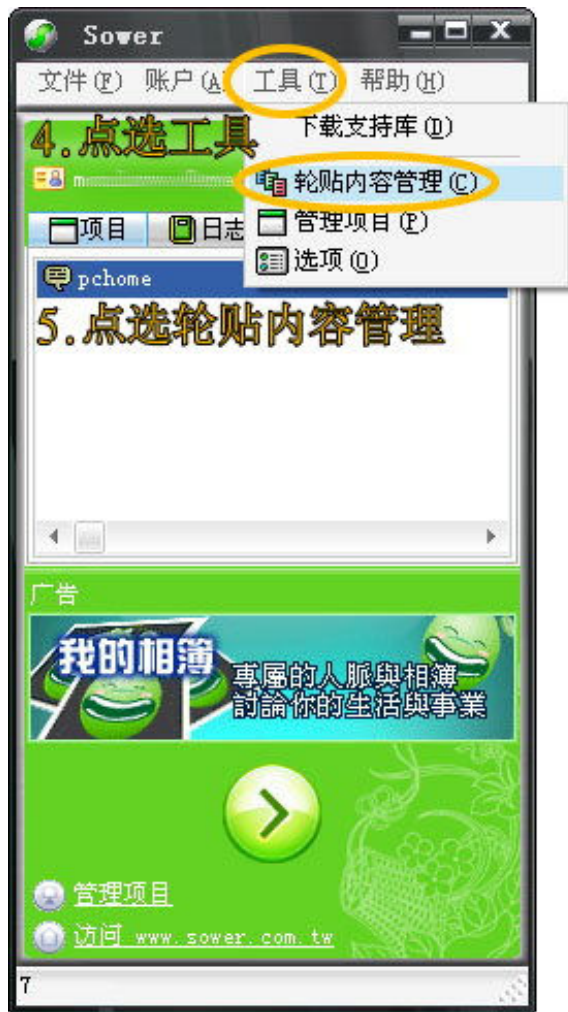 Sower
文件(F) 账户(A) 工具(T) 帮助(H)
4.点选工具
下载支持库(D)
轮贴内容管理(C)
管理项目(P)
选项(O)
项目 日志
pchome
5.点选轮贴内容管理
广告
我的相簿
專屬的人脈與相簿
討論你的生活與事業
管理项目
访问 www.sower.com.tw
7